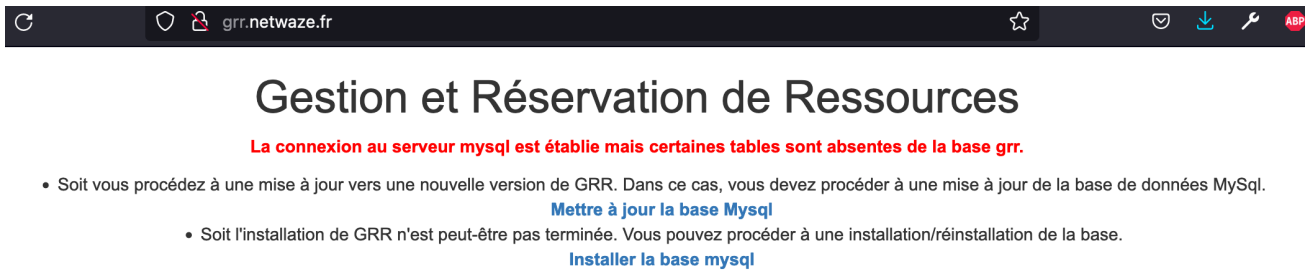 grr.netwaze.fr
ABP
Gestion et Réservation de Ressources
La connexion au serveur mysql est établie mais certaines tables sont absentes de la base grr.
• Soit vous procédez à une mise à jour vers une nouvelle version de GRR. Dans ce cas, vous devez procéder à une mise à jour de la base de données MySql.
Mettre à jour la base Mysql
• Soit l'installation de GRR n'est peut-être pas terminée. Vous pouvez procéder à une installation/réinstallation de la base.
Installer la base mysql